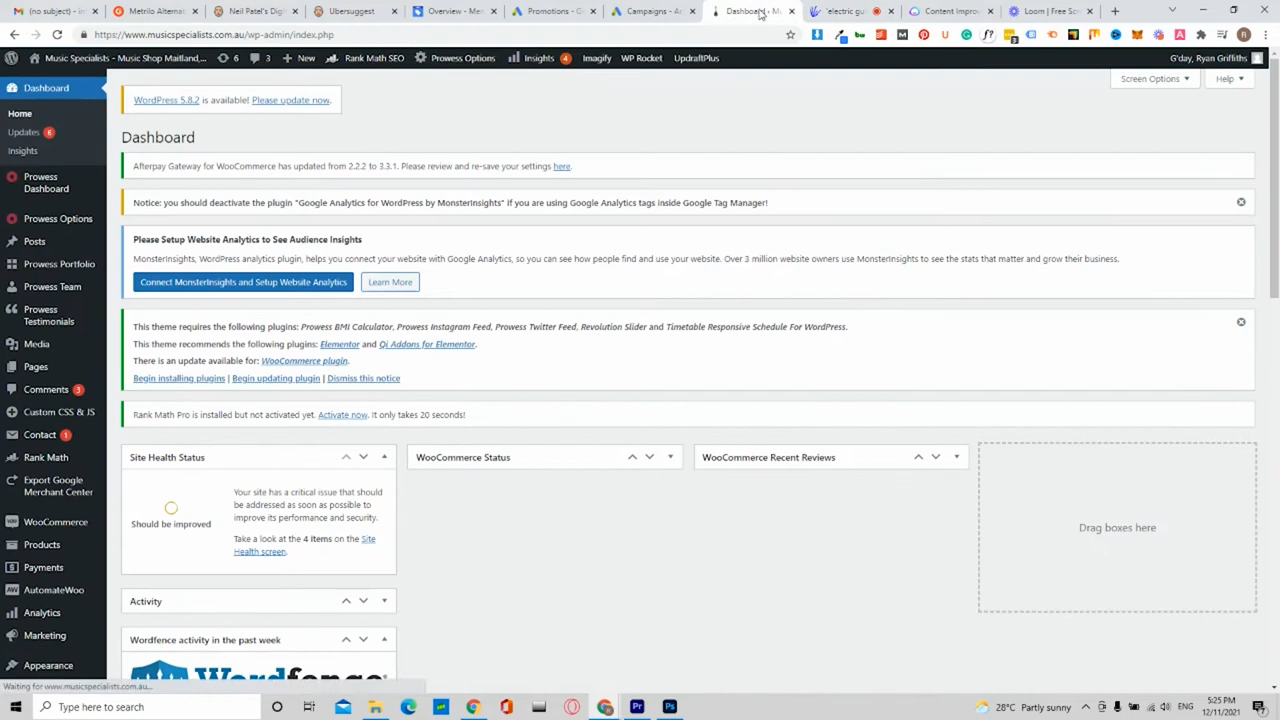 (no subject) - in
Metrilo Alternat
Neil Patel's Digi
Ubersuggest
Overview - Mer
Promotions - G
Campaigns - A
Dashboard - M
'electric gui
Content Improv
Loom | Free Scr
https://www.musicspecialists.com.au/wp-admin/index.php
Music Specialists - Music Shop Maitland,...
6
3
New
Rank Math SEO
Prowess Options
Insights 4
Imagify
WP Rocket
UpdraftPlus
G'day, Ryan Griffiths
Screen Options
Help
Dashboard
Home
Updates 6
Insights
Prowess
Dashboard
Prowess Options
Posts
Prowess Portfolio
Prowess Team
Prowess
Testimonials
Media
Pages
Comments 3
Custom CSS & JS
Contact 1
Rank Math
Export Google
Merchant Center
WooCommerce
Products
Payments
AutomateWoo
Analytics
Marketing
Appearance
WordPress 5.8.2 is available! Please update now.
Dashboard
Afterpay Gateway for WooCommerce has updated from 2.2.2 to 3.3.1. Please review and re-save your settings here.
Notice: you should deactivate the plugin "Google Analytics for WordPress by MonsterInsights" if you are using Google Analytics tags inside Google Tag Manager!
Please Setup Website Analytics to See Audience Insights
MonsterInsights, WordPress analytics plugin, helps you connect your website with Google Analytics, so you can see how people find and use your website. Over 3 million website owners use MonsterInsights to see the stats that matter and grow their business.
Connect MonsterInsights and Setup Website Analytics
Learn More
This theme requires the following plugins: Prowess BMI Calculator, Prowess Instagram Feed, Prowess Twitter Feed, Revolution Slider and Timetable Responsive Schedule For WordPress.
This theme recommends the following plugins: Elementor and Qi Addons for Elementor.
There is an update available for: WooCommerce plugin.
Begin installing plugins | Begin updating plugin | Dismiss this notice
Rank Math Pro is installed but not activated yet. Activate now. It only takes 20 seconds!
Site Health Status
Should be improved
Your site has a critical issue that should
be addressed as soon as possible to
improve its performance and security.
Take a look at the 4 items on the Site
Health screen.
Activity
Wordfence activity in the past week
Wordfence
WooCommerce Status
WooCommerce Recent Reviews
Drag boxes here
Waiting for www.musicspecialists.com.au...
Type here to search
28°C Partly sunny
ENG
5:25 PM
12/11/2021